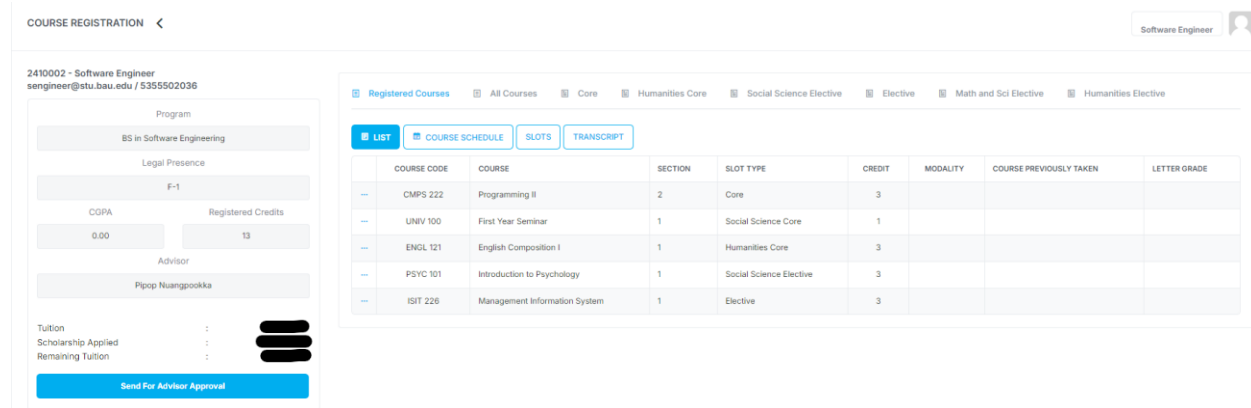 COURSE REGISTRATION
Software Engineer
2410002 - Software Engineer
sengineer@stu.bau.edu / 5355502036
Program
BS in Software Engineering
Legal Presence
F-1
CGPA Registered Credits
0.00 13
Advisor
Pipop Nuangpookka
Tuition :
Scholarship Applied :
Remaining Tuition :
Send For Advisor Approval
Registered Courses All Courses Core Humanities Core Social Science Elective Elective Math and Sci Elective Humanities Elective
LIST COURSE SCHEDULE SLOTS TRANSCRIPT
COURSE CODE COURSE SECTION SLOT TYPE CREDIT MODALITY COURSE PREVIOUSLY TAKEN LETTER GRADE
CMPS 222 Programming II 2 Core 3
UNIV 100 First Year Seminar 1 Social Science Core 1
ENGL 121 English Composition I 1 Humanities Core 3
PSYC 101 Introduction to Psychology 1 Social Science Elective 3
ISIT 226 Management Information System 1 Elective 3